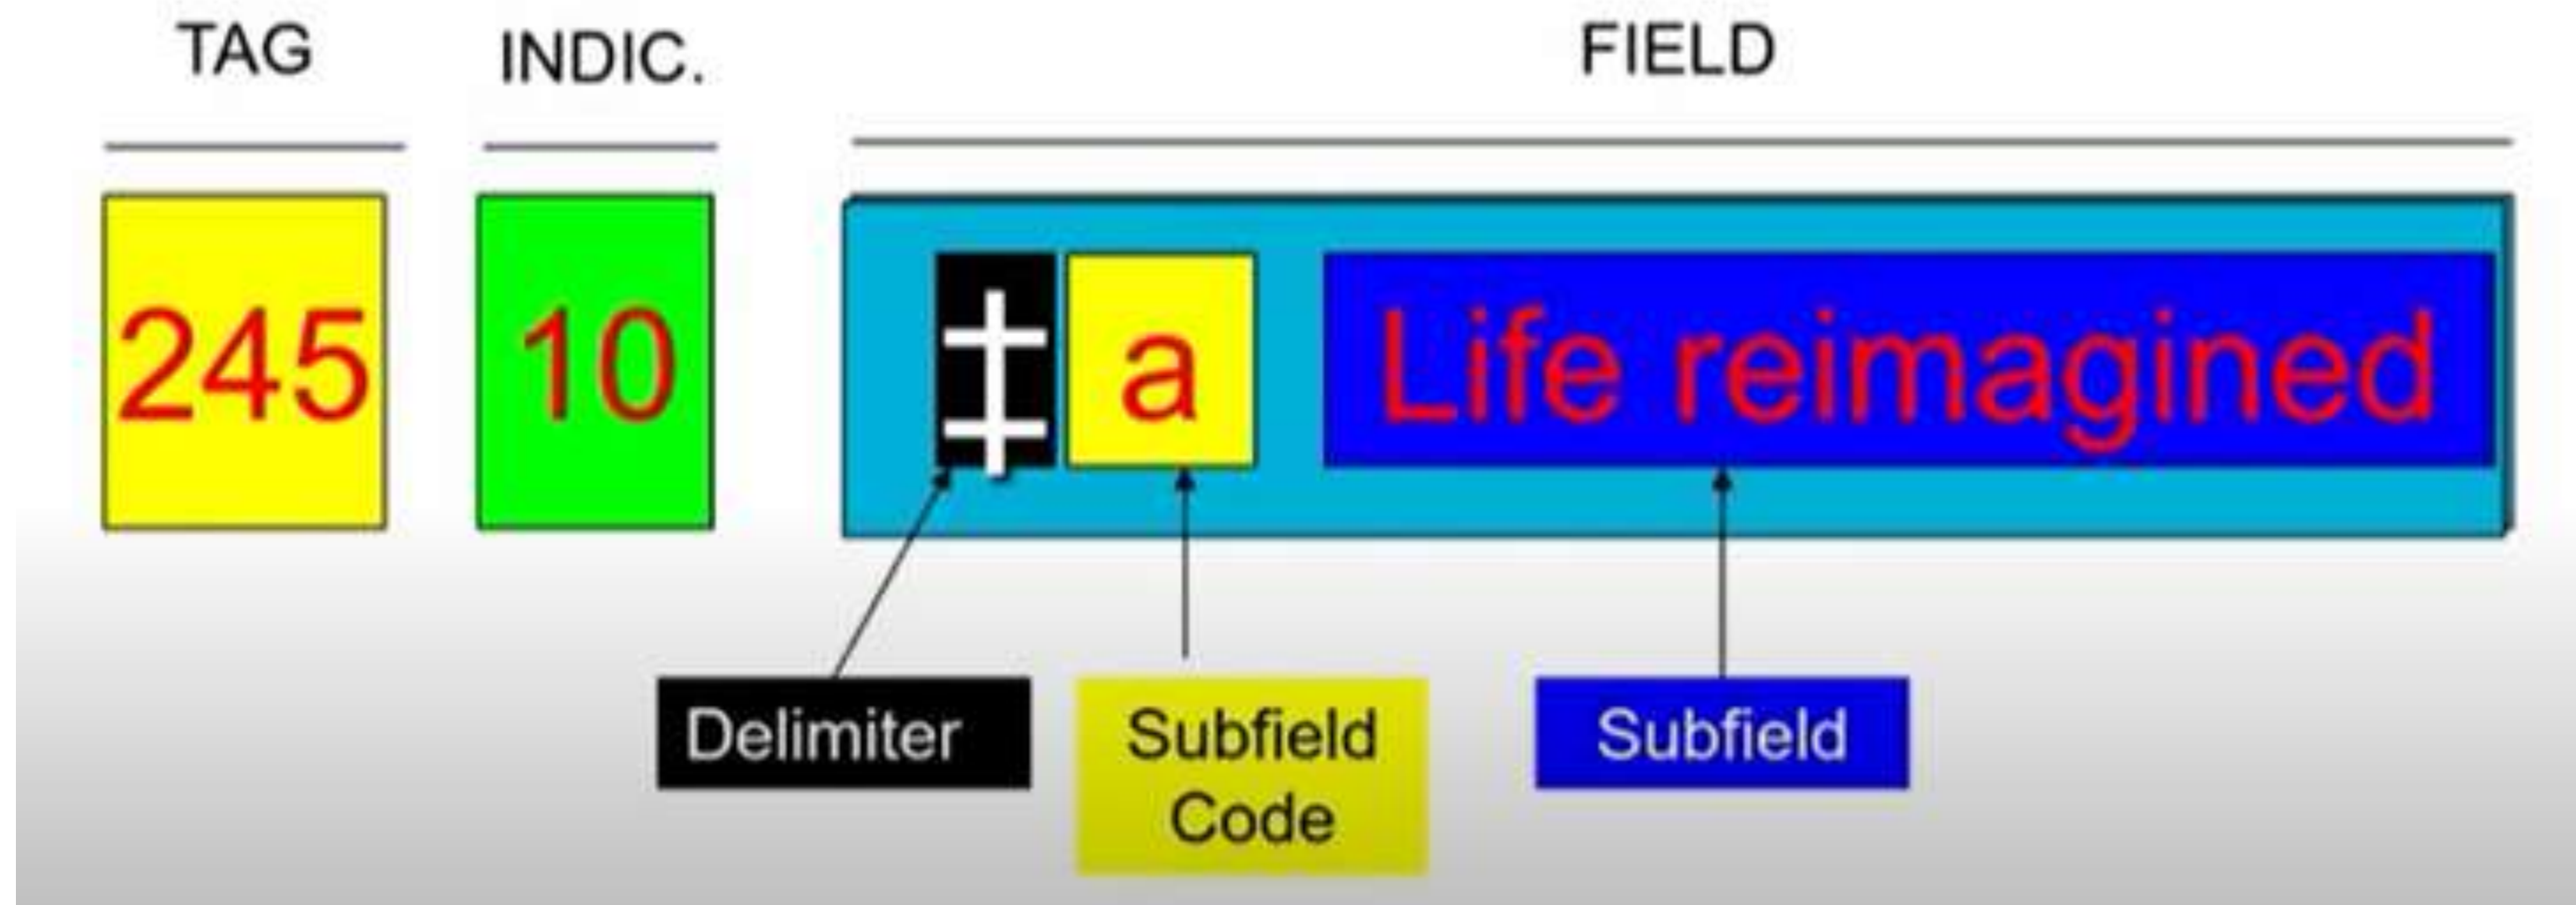 TAG INDIC. FIELD
245 10 ‡ a Life reimagined
Delimiter Subfield Subfield
Code